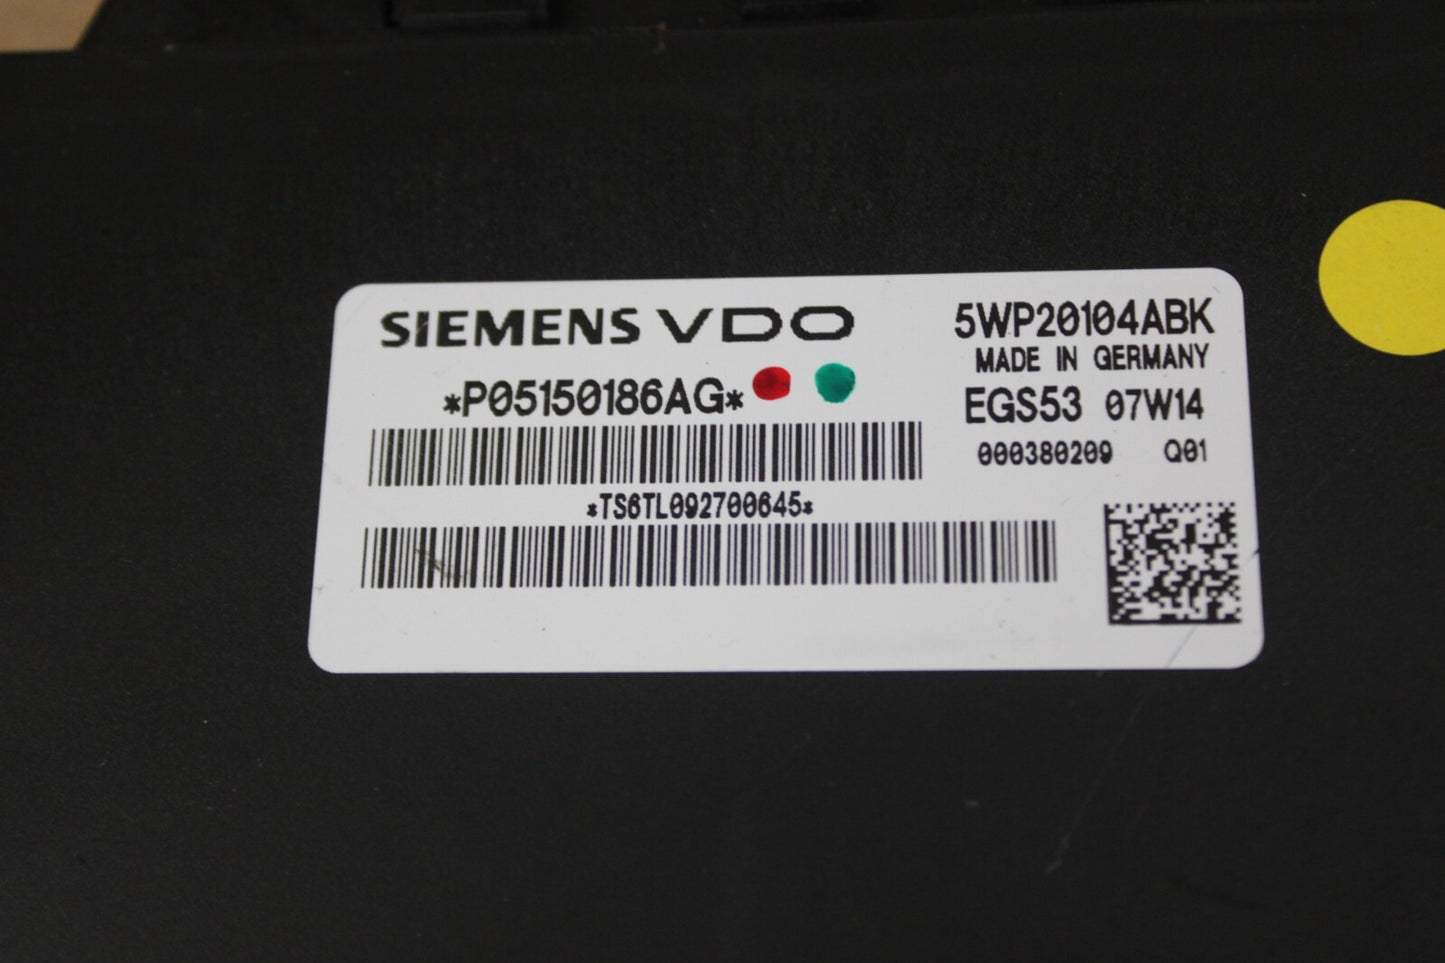 SIEMENS VDO
*P05150186AG*
*TS6TL092700645*
5WP20104ABK
MADE IN GERMANY
EGS53 07W14
000380209 Q01